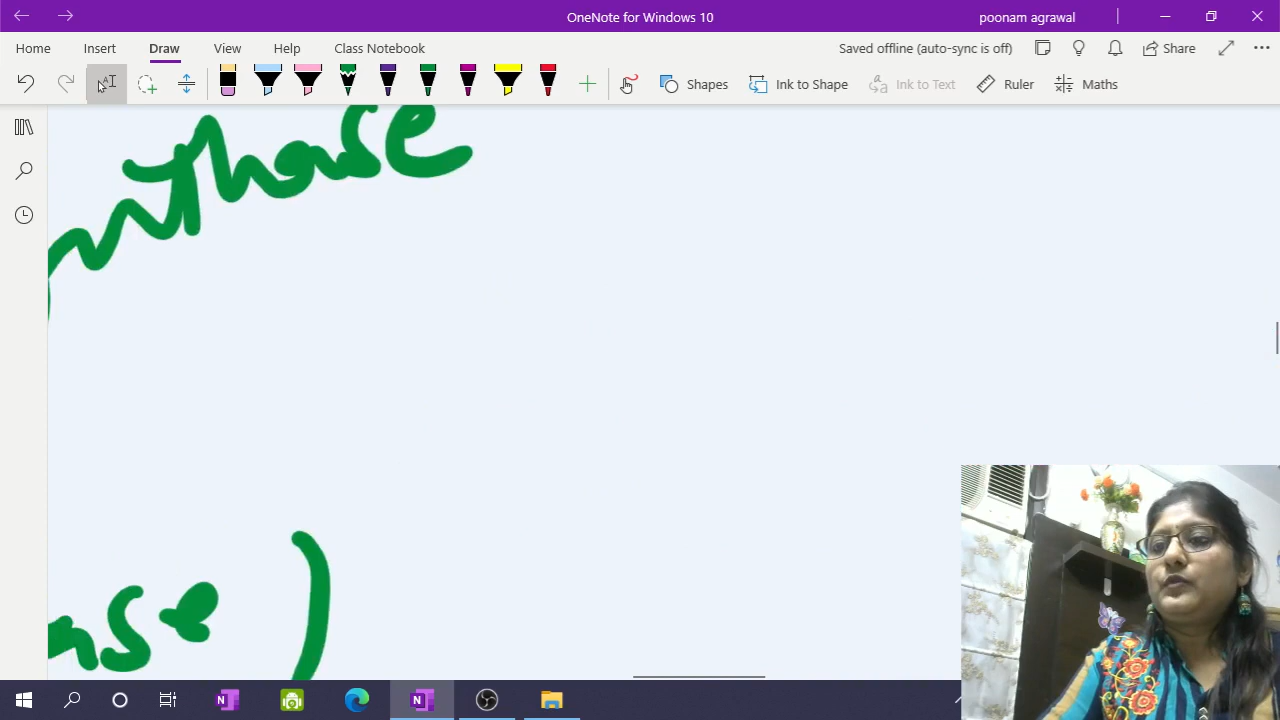 OneNote for Windows 10
poonam agrawal
Home Insert Draw View Help Class Notebook
Saved offline (auto-sync is off)
Share
Shapes Ink to Shape Ink to Text Ruler Maths
nthase
ase )